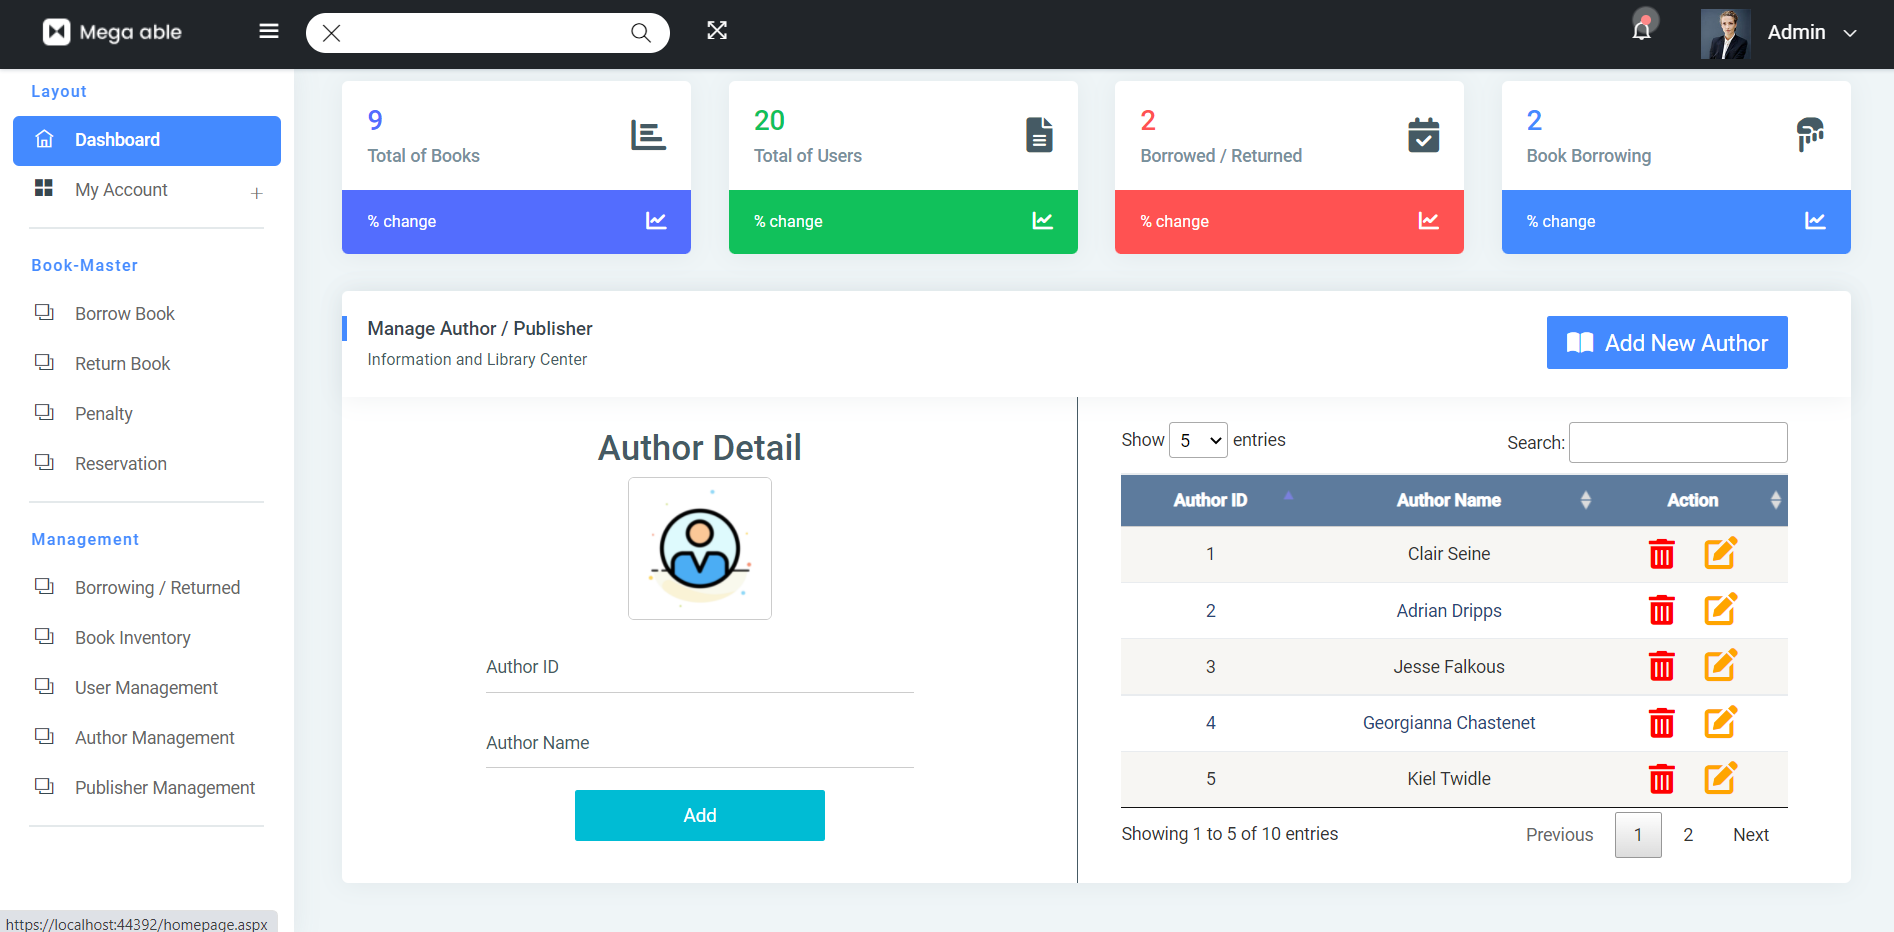 Mega able
Admin
Layout
Dashboard
My Account
Book-Master
Borrow Book
Return Book
Penalty
Reservation
Management
Borrowing / Returned
Book Inventory
User Management
Author Management
Publisher Management
9
Total of Books
% change
20
Total of Users
% change
2
Borrowed / Returned
% change
2
Book Borrowing
% change
Manage Author / Publisher
Information and Library Center
Add New Author
Author Detail
Author ID
Author Name
Add
Show 5 entries
Search:
Author ID Author Name Action
1 Clair Seine
2 Adrian Dripps
3 Jesse Falkous
4 Georgianna Chastenet
5 Kiel Twidle
Showing 1 to 5 of 10 entries
Previous 1 2 Next
https://localhost:44392/homepage.aspx